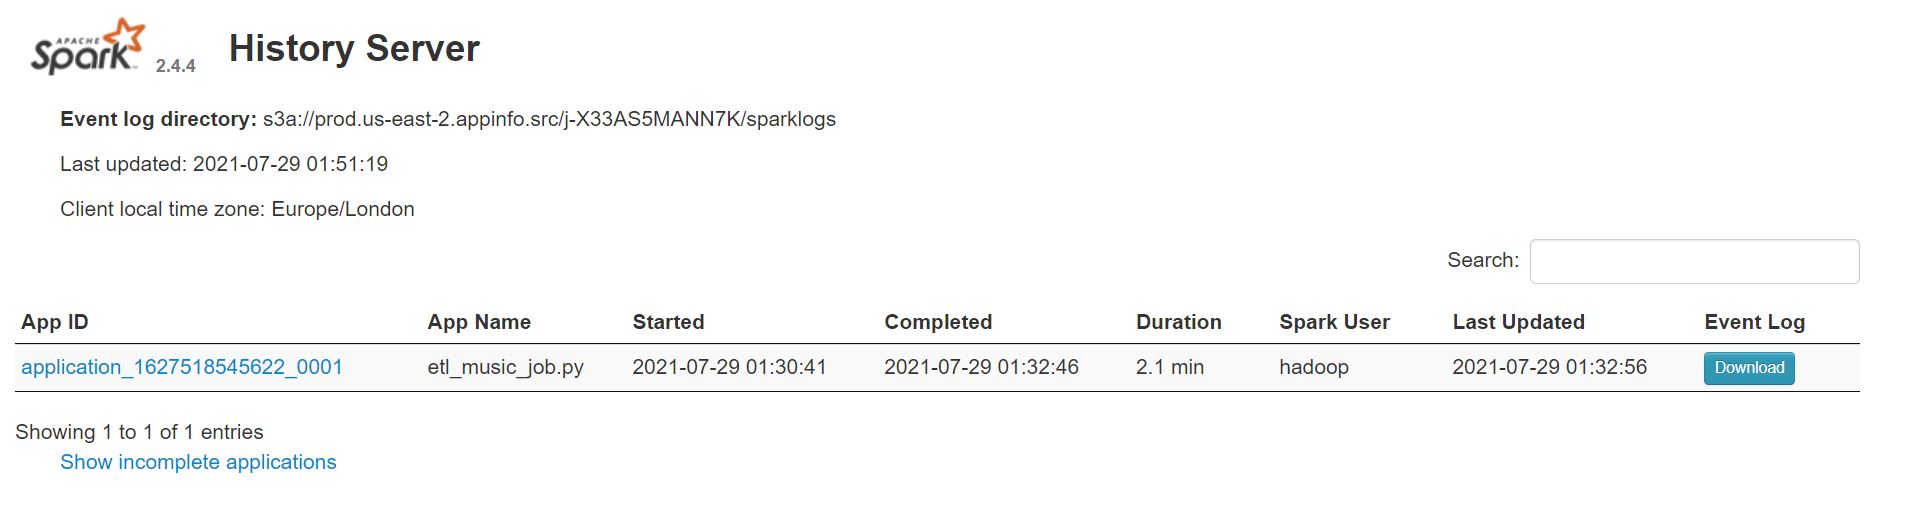 APACHE Spark 2.4.4 History Server
Event log directory: s3a://prod.us-east-2.appinfo.src/j-X33AS5MANN7K/sparklogs
Last updated: 2021-07-29 01:51:19
Client local time zone: Europe/London
Search:
App ID App Name Started Completed Duration Spark User Last Updated Event Log
application_1627518545622_0001 etl_music_job.py 2021-07-29 01:30:41 2021-07-29 01:32:46 2.1 min hadoop 2021-07-29 01:32:56 Download
Showing 1 to 1 of 1 entries
Show incomplete applications